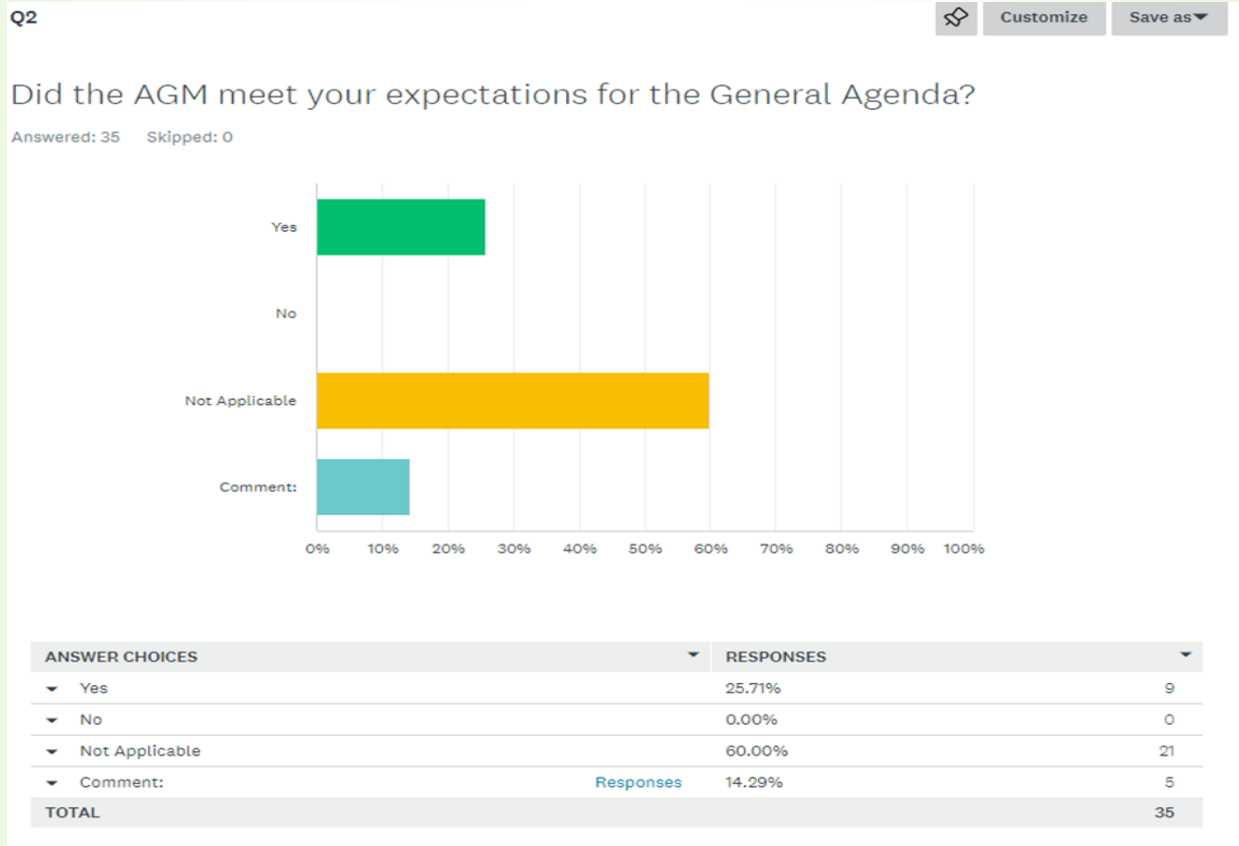 Q2
Customize
Save as
Did the AGM meet your expectations for the General Agenda?
Answered: 35 Skipped: 0
Yes
No
Not Applicable
Comment:
0% 10% 20% 30% 40% 50% 60% 70% 80% 90% 100%
ANSWER CHOICES RESPONSES
Yes 25.71% 9
No 0.00% 0
Not Applicable 60.00% 21
Comment: Responses 14.29% 5
TOTAL 35